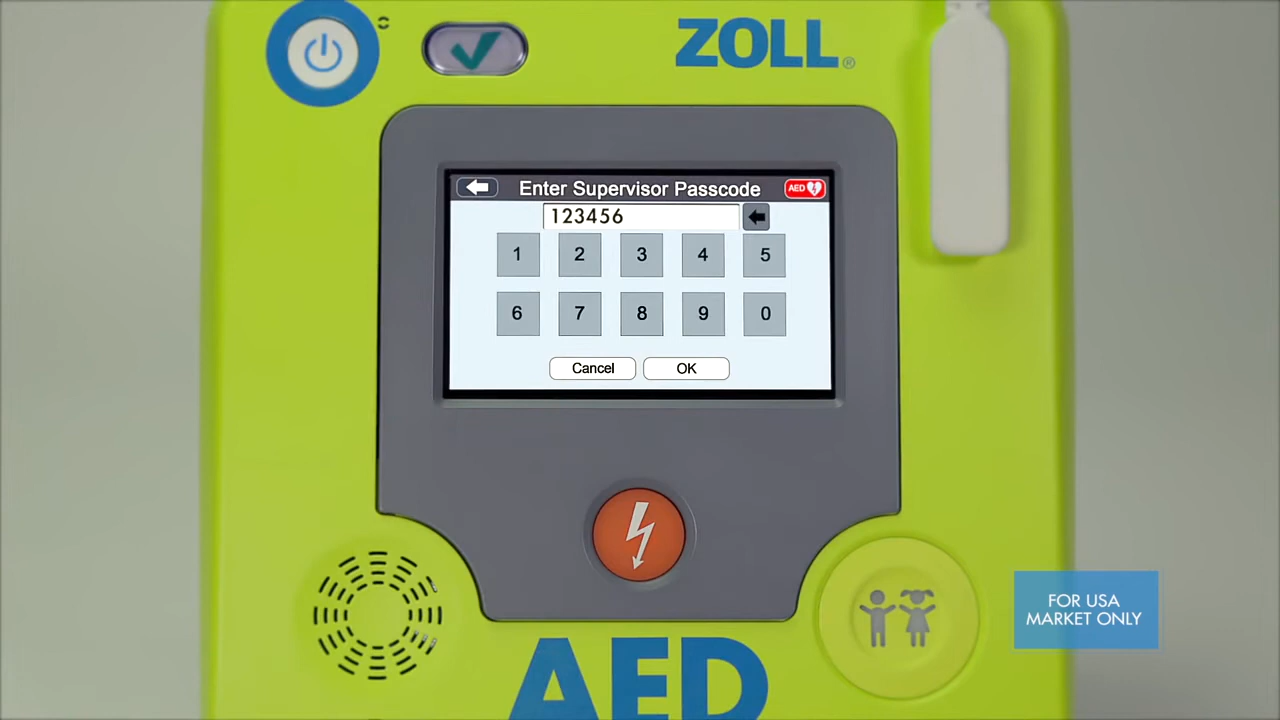 ZOLL®
Enter Supervisor Passcode
AED
123456
1 2 3 4 5
6 7 8 9 0
Cancel OK
FOR USA
MARKET ONLY
AED